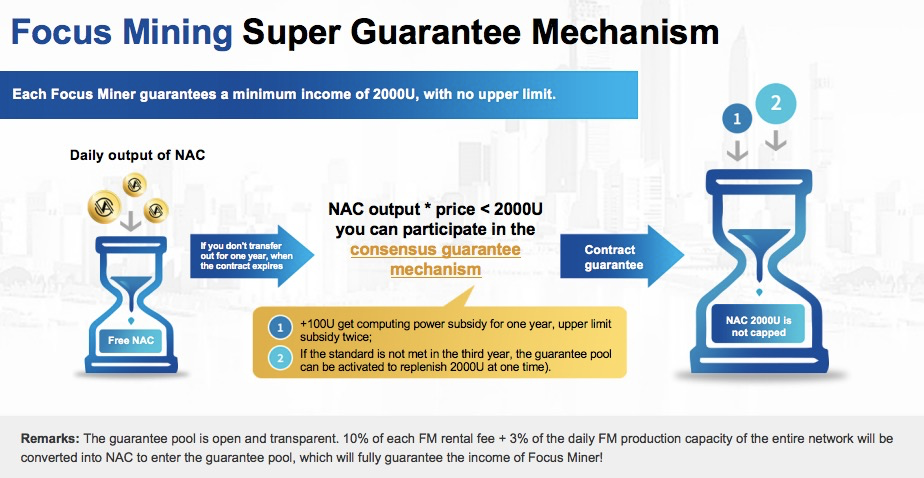 Focus Mining Super Guarantee Mechanism
Each Focus Miner guarantees a minimum income of 2000U, with no upper limit.
Daily output of NAC
Free NAC
If you don't transfer
out for one year, when
the contract expires
NAC output * price < 2000U
you can participate in the
consensus guarantee
mechanism
1 +100U get computing power subsidy for one year, upper limit
subsidy twice;
2 If the standard is not met in the third year, the guarantee pool
can be activated to replenish 2000U at one time).
Contract
guarantee
1
2
NAC 2000U is
not capped
Remarks: The guarantee pool is open and transparent. 10% of each FM rental fee + 3% of the daily FM production capacity of the entire network will be
converted into NAC to enter the guarantee pool, which will fully guarantee the income of Focus Miner!